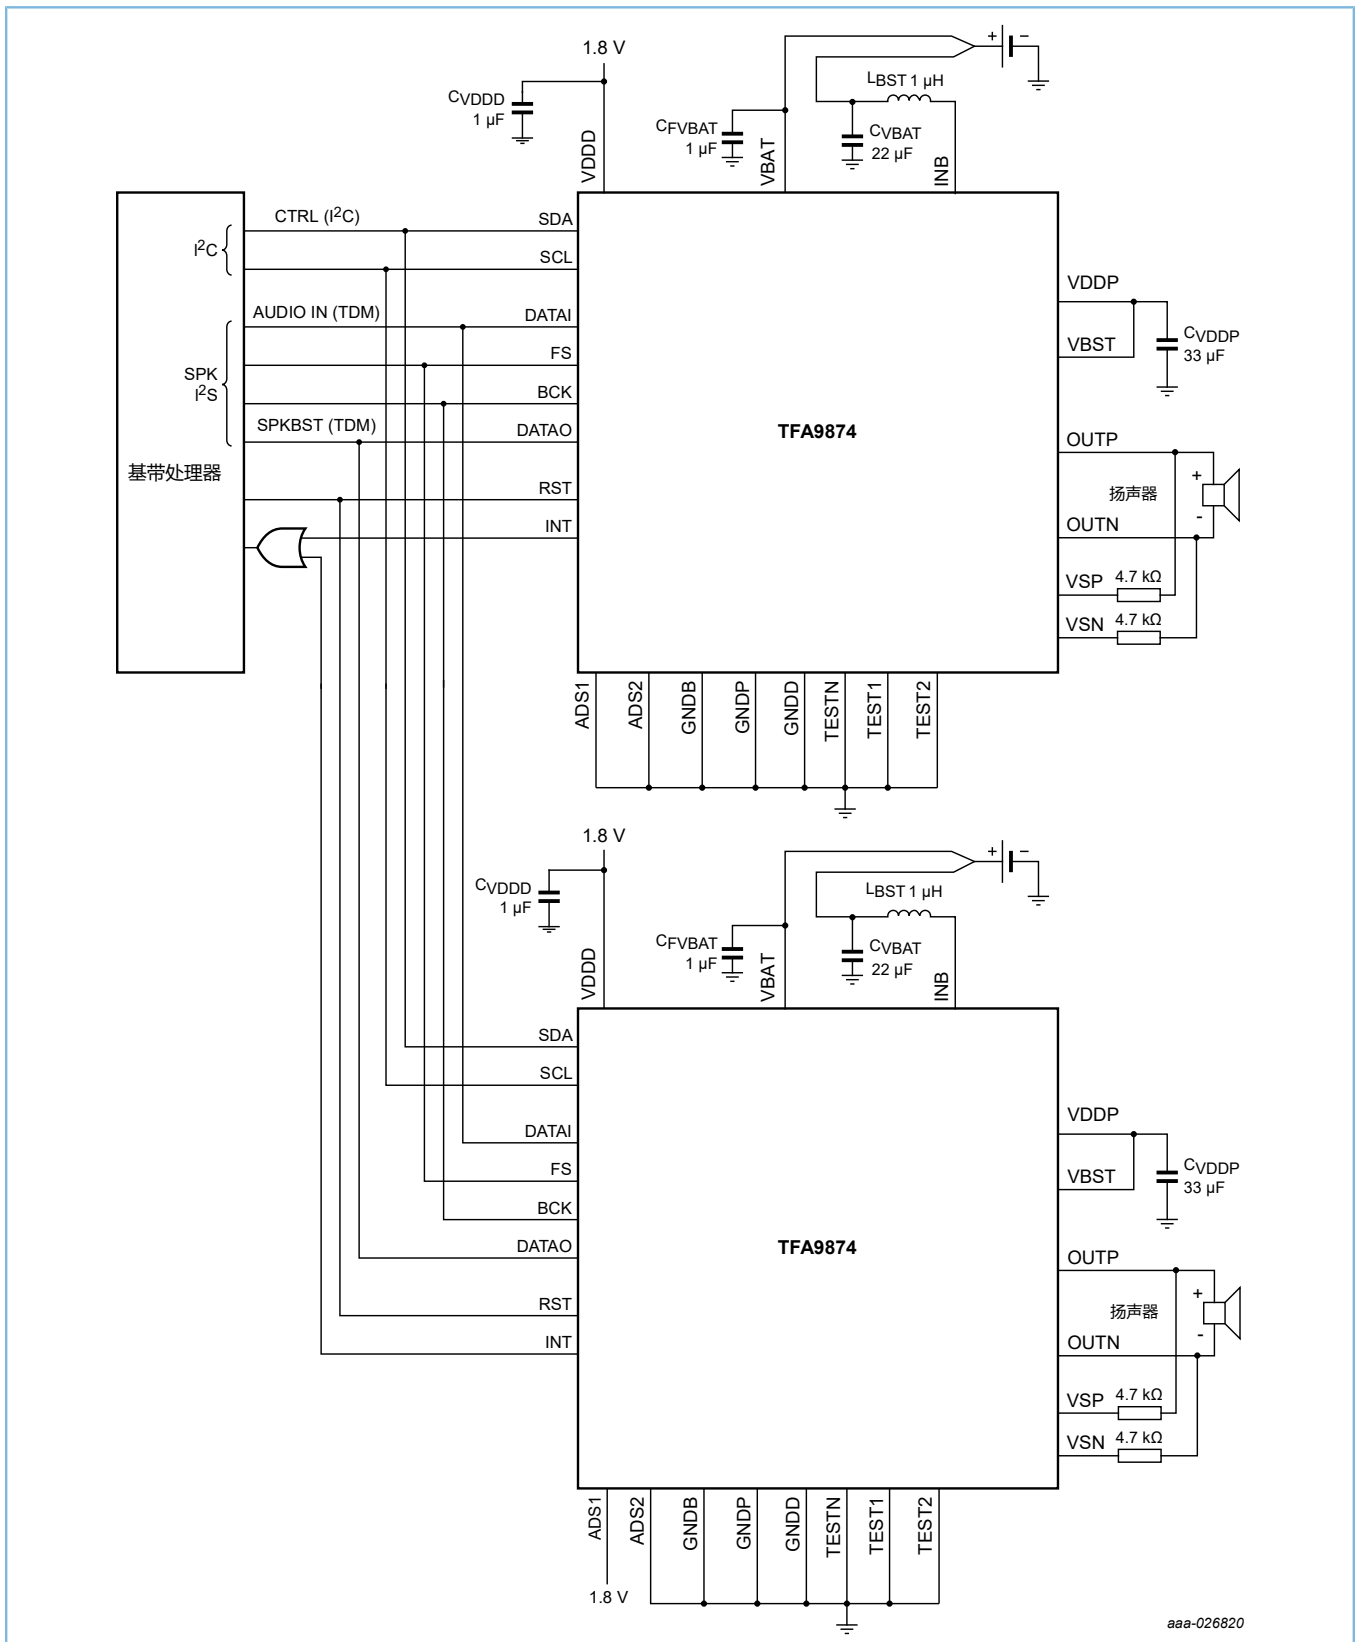 1.8 V
CVDDD
1 µF
VDDD
CFVBAT
1 µF
VBAT
LBST 1 µH
CVBAT
22 µF
INB
+
−
CTRL (I²C)
I²C
AUDIO IN (TDM)
SPK
I²S
SPKBST (TDM)
基带处理器
SDA
SCL
DATAI
FS
BCK
DATAO
RST
INT
TFA9874
VDDP
VBST
CVDDP
33 µF
OUTP
+
扬声器
-
OUTN
VSP
4.7 kΩ
VSN
4.7 kΩ
ADS1
ADS2
GNDB
GNDP
GNDD
TESTN
TEST1
TEST2
1.8 V
CVDDD
1 µF
VDDD
CFVBAT
1 µF
VBAT
LBST 1 µH
CVBAT
22 µF
INB
+
−
SDA
SCL
DATAI
FS
BCK
DATAO
RST
INT
TFA9874
VDDP
VBST
CVDDP
33 µF
OUTP
+
扬声器
-
OUTN
VSP
4.7 kΩ
VSN
4.7 kΩ
ADS1
1.8 V
ADS2
GNDB
GNDP
GNDD
TESTN
TEST1
TEST2
aaa-026820